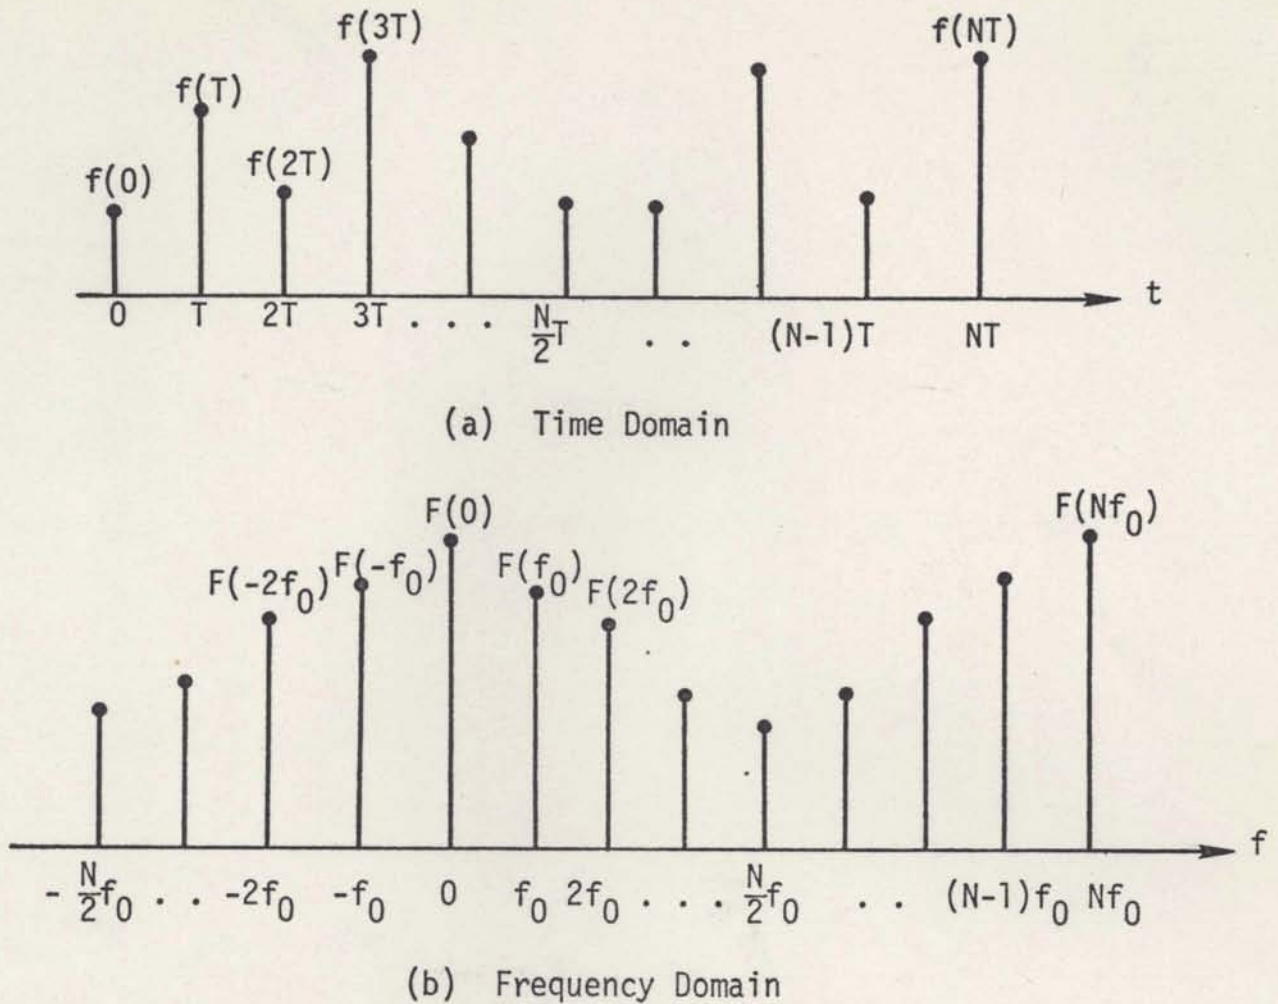 f(0) f(T) f(2T) f(3T) f(NT)
0 T 2T 3T . . . N/2T . . (N-1)T NT t
(a) Time Domain
F(-2f₀) F(-f₀) F(0) F(f₀) F(2f₀) F(Nf₀)
f
- N/2f₀ . . -2f₀ -f₀ 0 f₀ 2f₀ . . . N/2f₀ . . (N-1)f₀ Nf₀
(b) Frequency Domain